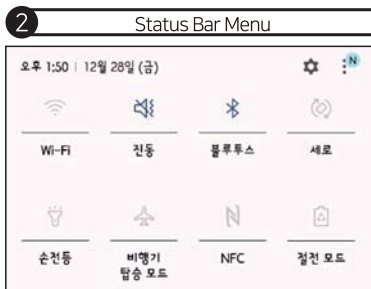 2 Status Bar Menu
오후 1:50 | 12월 28일 (금) N
Wi-Fi 진동 블루투스 세로
손전등 비행기 탑승 모드 NFC 절전 모드